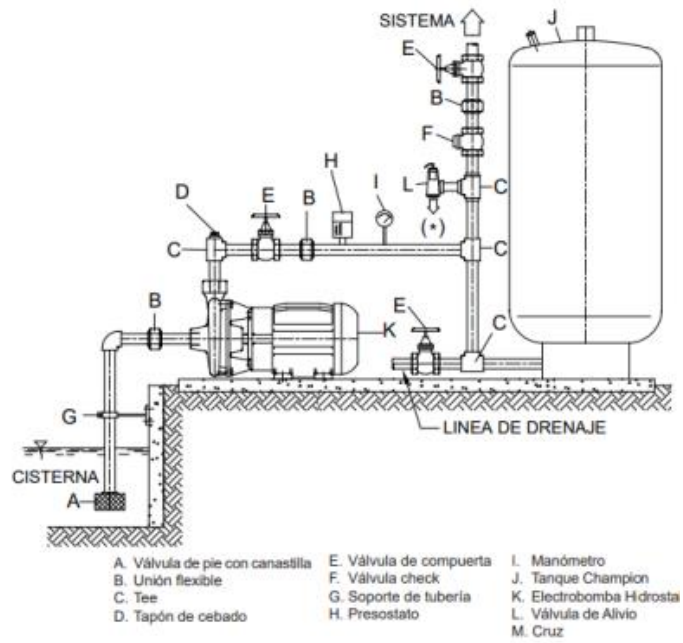 SISTEMA
J
E
B
F
H
I
L
C
D
E
B
(*)
C
C
B
E
C
K
G
LINEA DE DRENAJE
CISTERNA
A
A. Válvula de pie con canastilla
B. Unión flexible
C. Tee
D. Tapón de cebado
E. Válvula de compuerta
F. Válvula check
G. Soporte de tubería
H. Presostato
I. Manómetro
J. Tanque Champion
K. Electrobomba Hidrostal
L. Válvula de Alivio
M. Cruz